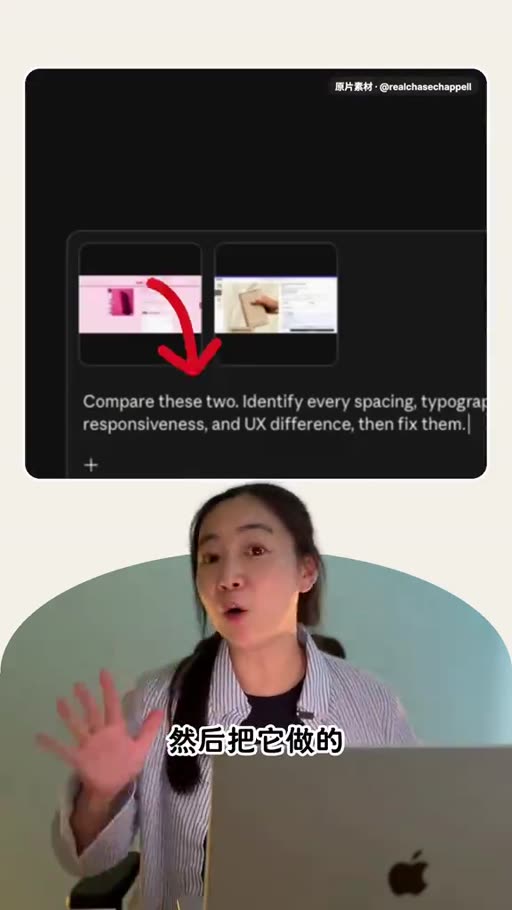 原片素材 · @realchasechappell
Compare these two. Identify every spacing, typograp
responsiveness, and UX difference, then fix them.
然后把它做的